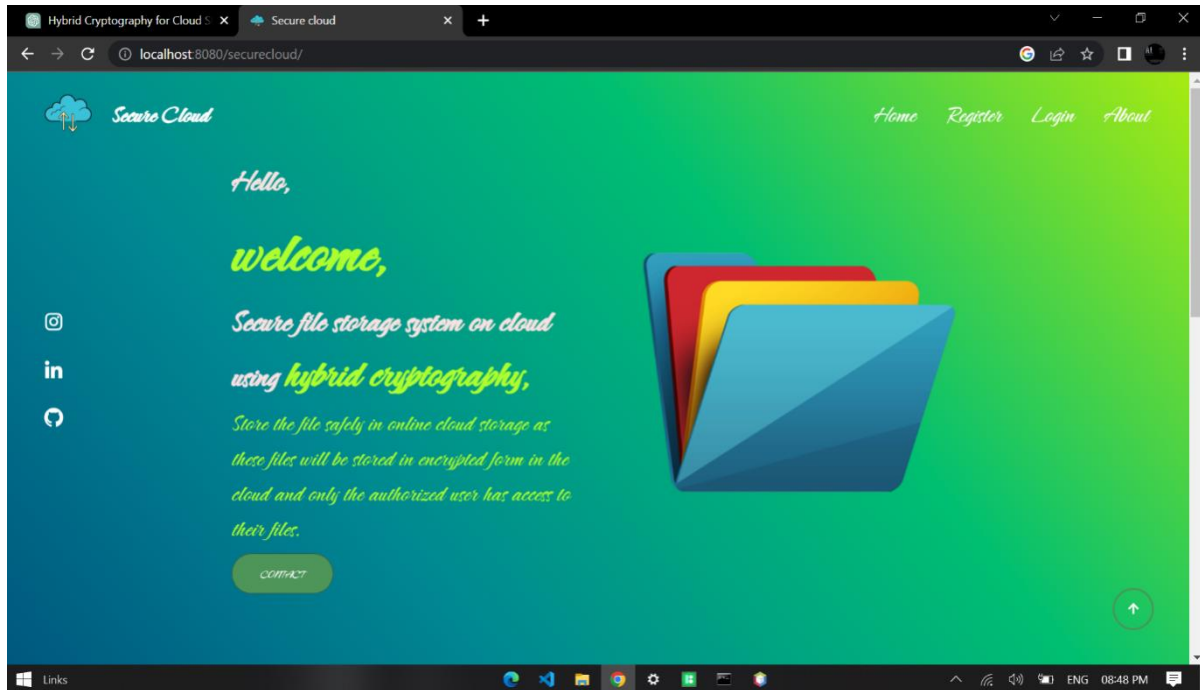 Hybrid Cryptography for Cloud S
Secure cloud
localhost:8080/securecloud/
Secure Cloud
Home Register Login About
Hello,
welcome,
Secure file storage system on cloud
using hybrid cryptography,
Store the file safely in online cloud storage as
these files will be stored in encrypted form in the
cloud and only the authorized user has access to
their files.
CONTACT
Links
ENG 08:48 PM